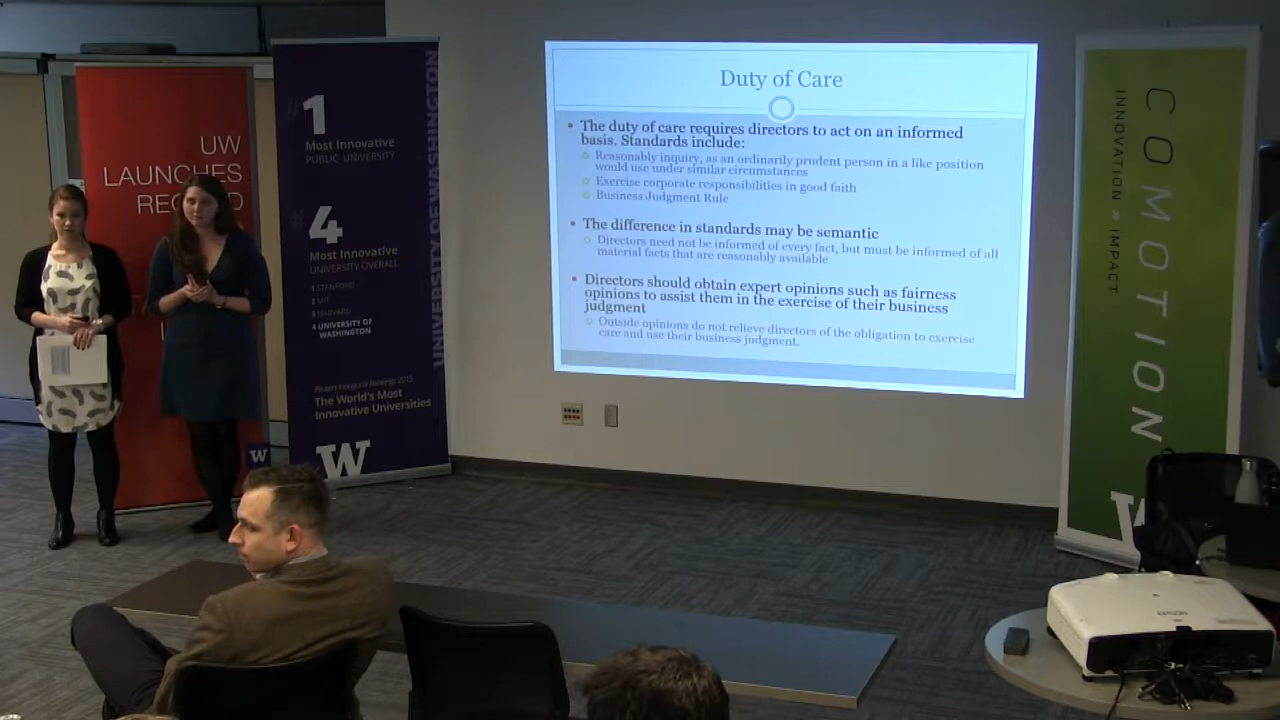 UW
LAUNCHES
#1
Most Innovative
PUBLIC UNIVERSITY
#4
Most Innovative
UNIVERSITY OVERALL
1 STANFORD
2 MIT
3 HARVARD
4 UNIVERSITY OF
WASHINGTON
Reuters Inaugural Rankings 2015
The World's Most
Innovative Universities
W
W
UNIVERSITY OF WASHINGTON
Duty of Care
• The duty of care requires directors to act on an informed
basis. Standards include:
Reasonably inquiry, as an ordinarily prudent person in a like position
would use under similar circumstances
Exercise corporate responsibilities in good faith
Business Judgment Rule
• The difference in standards may be semantic
Directors need not be informed of every fact, but must be informed of all
material facts that are reasonably available
• Directors should obtain expert opinions such as fairness
opinions to assist them in the exercise of their business
judgment
Outside opinions do not relieve directors of the obligation to exercise
care and use their business judgment.
COMOTION
INNOVATION = IMPACT
W
EPSON